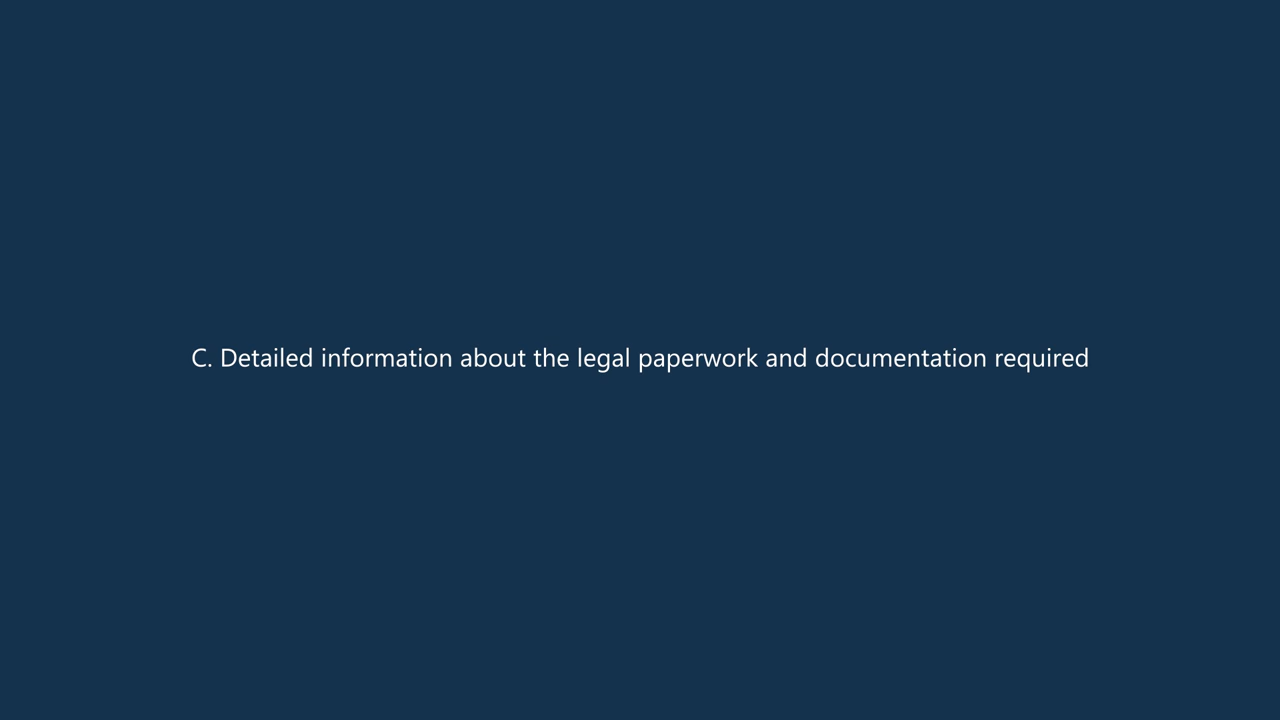 C. Detailed information about the legal paperwork and documentation required